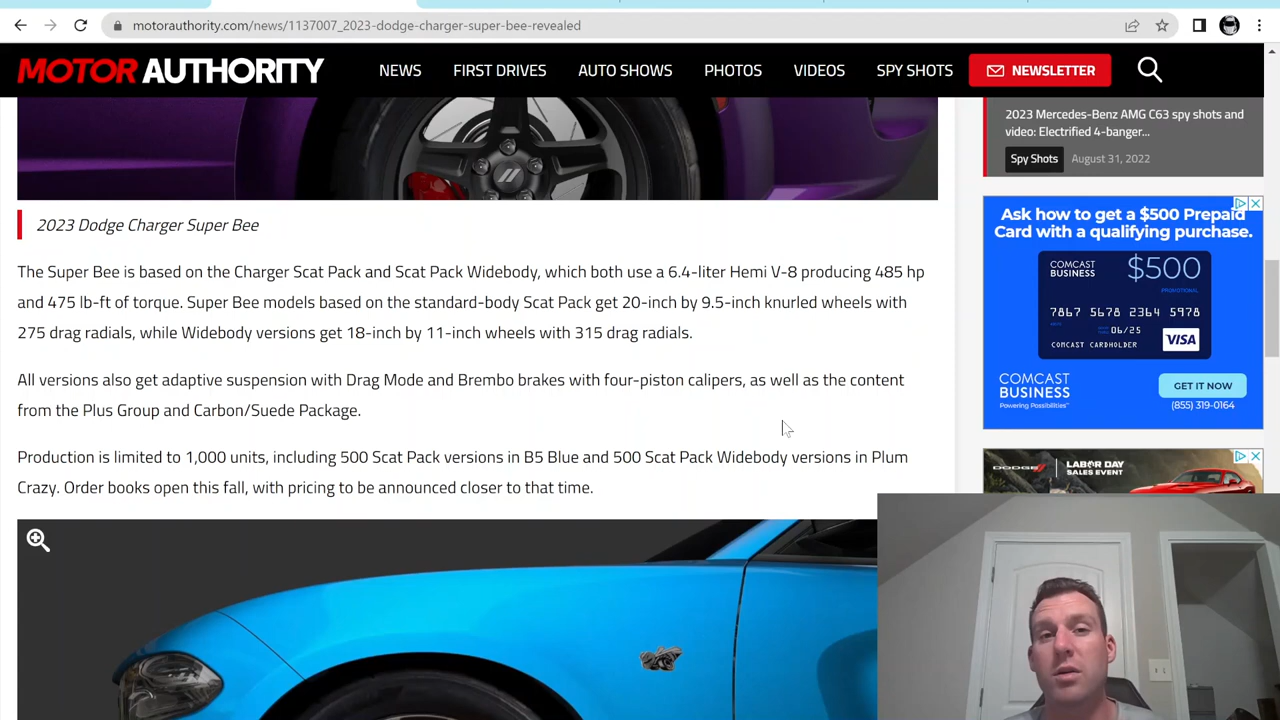 motorauthority.com/news/1137007_2023-dodge-charger-super-bee-revealed
MOTOR AUTHORITY
NEWS
FIRST DRIVES
AUTO SHOWS
PHOTOS
VIDEOS
SPY SHOTS
NEWSLETTER
2023 Dodge Charger Super Bee
The Super Bee is based on the Charger Scat Pack and Scat Pack Widebody, which both use a 6.4-liter Hemi V-8 producing 485 hp
and 475 lb-ft of torque. Super Bee models based on the standard-body Scat Pack get 20-inch by 9.5-inch knurled wheels with
275 drag radials, while Widebody versions get 18-inch by 11-inch wheels with 315 drag radials.
All versions also get adaptive suspension with Drag Mode and Brembo brakes with four-piston calipers, as well as the content
from the Plus Group and Carbon/Suede Package.
Production is limited to 1,000 units, including 500 Scat Pack versions in B5 Blue and 500 Scat Pack Widebody versions in Plum
Crazy. Order books open this fall, with pricing to be announced closer to that time.
2023 Mercedes-Benz AMG C63 spy shots
and video: Electrified 4-banger...
Spy Shots
August 31, 2022
Ask how to get a $500 Prepaid
Card with a qualifying purchase.
COMCAST
BUSINESS
$500
PROMOTIONAL
7867 5678 2364 5978
06/25
COMCAST CARDHOLDER
VISA
COMCAST
BUSINESS
Powering Possibilities™
GET IT NOW
(855) 319-0164
DODGE
LABOR DAY
SALES EVENT